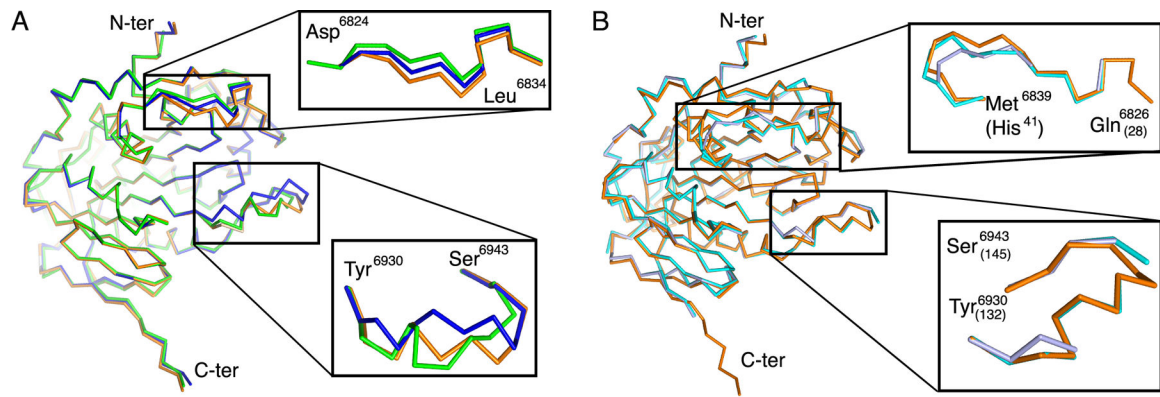 A
N-ter
Asp6824
Leu6834
Tyr6930
Ser6943
C-ter
B
N-ter
Met6839
(His41)
Gln6826
(28)
Ser6943
(145)
Tyr6930
(132)
C-ter